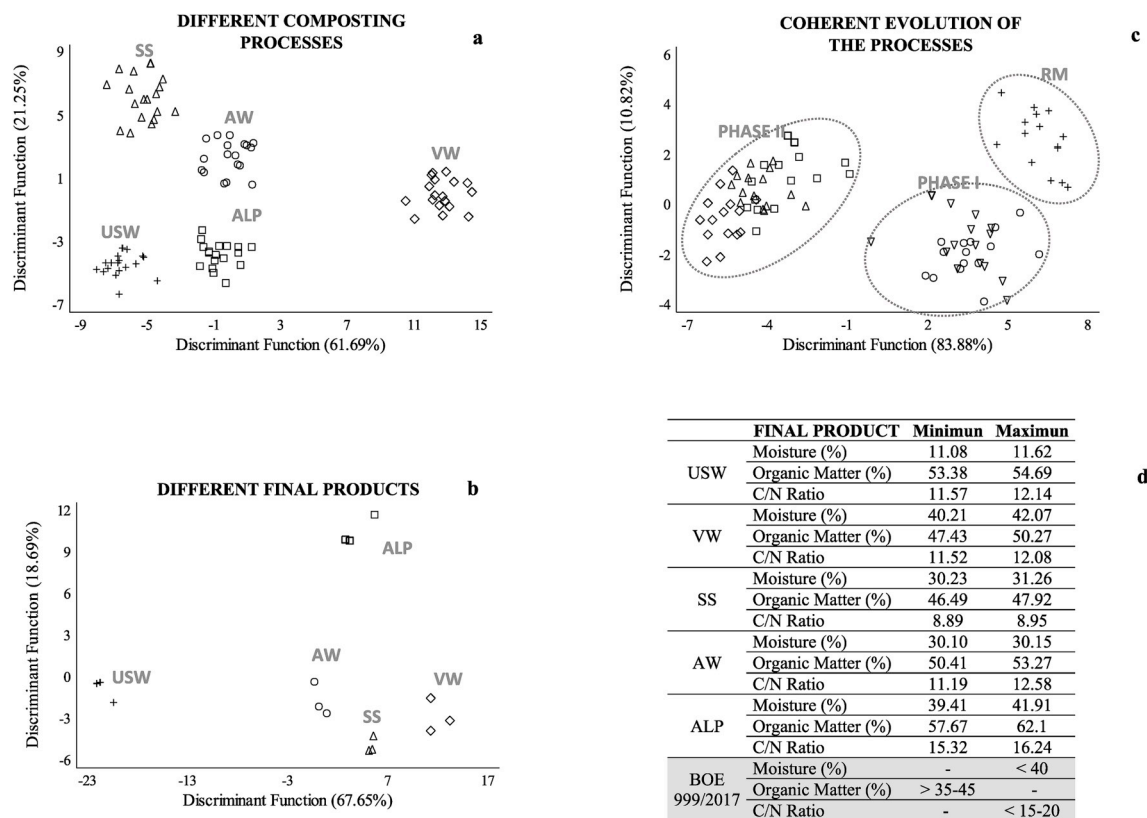 DIFFERENT COMPOSTING
PROCESSES
a
SS
AW
VW
ALP
USW
9
5
1
-3
-7
-9 -5 -1 3 7 11 15
Discriminant Function (21.25%)
Discriminant Function (61.69%)
COHERENT EVOLUTION OF
THE PROCESSES
c
RM
PHASE II
PHASE I
6
4
2
0
-2
-4
-7 -4 -1 2 5 8
Discriminant Function (10.82%)
Discriminant Function (83.88%)
DIFFERENT FINAL PRODUCTS
b
ALP
AW
USW
VW
SS
12
9
6
3
0
-3
-6
-23 -13 -3 7 17
Discriminant Function (18.69%)
Discriminant Function (67.65%)
d
FINAL PRODUCT Minimun Maximun
USW
Moisture (%) 11.08 11.62
Organic Matter (%) 53.38 54.69
C/N Ratio 11.57 12.14
VW
Moisture (%) 40.21 42.07
Organic Matter (%) 47.43 50.27
C/N Ratio 11.52 12.08
SS
Moisture (%) 30.23 31.26
Organic Matter (%) 46.49 47.92
C/N Ratio 8.89 8.95
AW
Moisture (%) 30.10 30.15
Organic Matter (%) 50.41 53.27
C/N Ratio 11.19 12.58
ALP
Moisture (%) 39.41 41.91
Organic Matter (%) 57.67 62.1
C/N Ratio 15.32 16.24
BOE
999/2017
Moisture (%) - < 40
Organic Matter (%) > 35-45 -
C/N Ratio - < 15-20